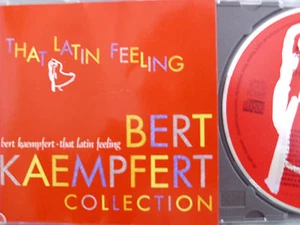 THAT LATIN FEELING
bert kaempfert·that latin feeling
BERT
KAEMPFERT
COLLECTION